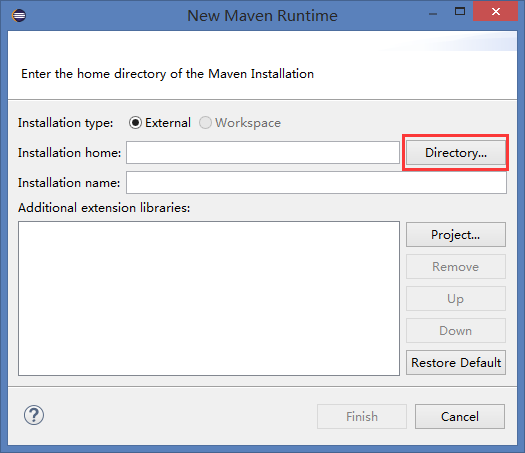 New Maven Runtime
Enter the home directory of the Maven Installation
Installation type: External Workspace
Installation home: Directory...
Installation name:
Additional extension libraries:
Project...
Remove
Up
Down
Restore Default
? Finish Cancel